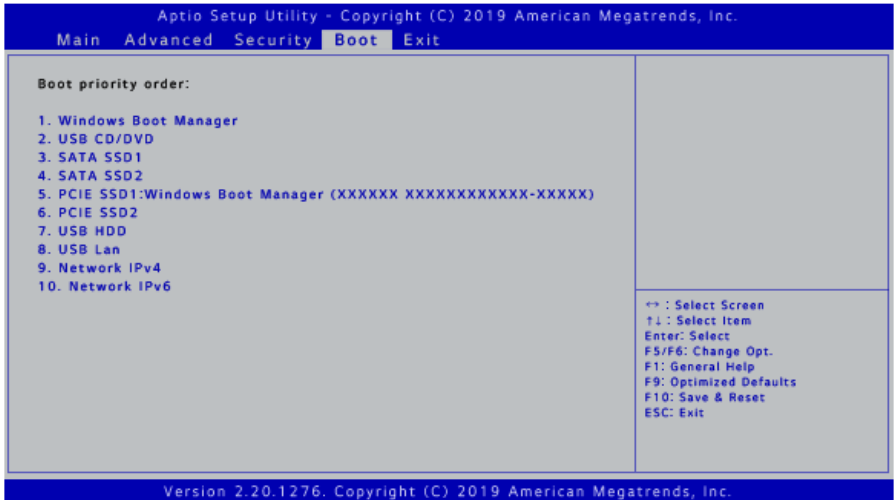 Aptio Setup Utility - Copyright (C) 2019 American Megatrends, Inc.
Main Advanced Security Boot Exit
Boot priority order:
1. Windows Boot Manager
2. USB CD/DVD
3. SATA SSD1
4. SATA SSD2
5. PCIE SSD1:Windows Boot Manager (XXXXXX XXXXXXXXXXXX-XXXXX)
6. PCIE SSD2
7. USB HDD
8. USB Lan
9. Network IPv4
10. Network IPv6
↔ : Select Screen
↑↓ : Select Item
Enter: Select
F5/F6: Change Opt.
F1: General Help
F9: Optimized Defaults
F10: Save & Reset
ESC: Exit
Version 2.20.1276. Copyright (C) 2019 American Megatrends, Inc.